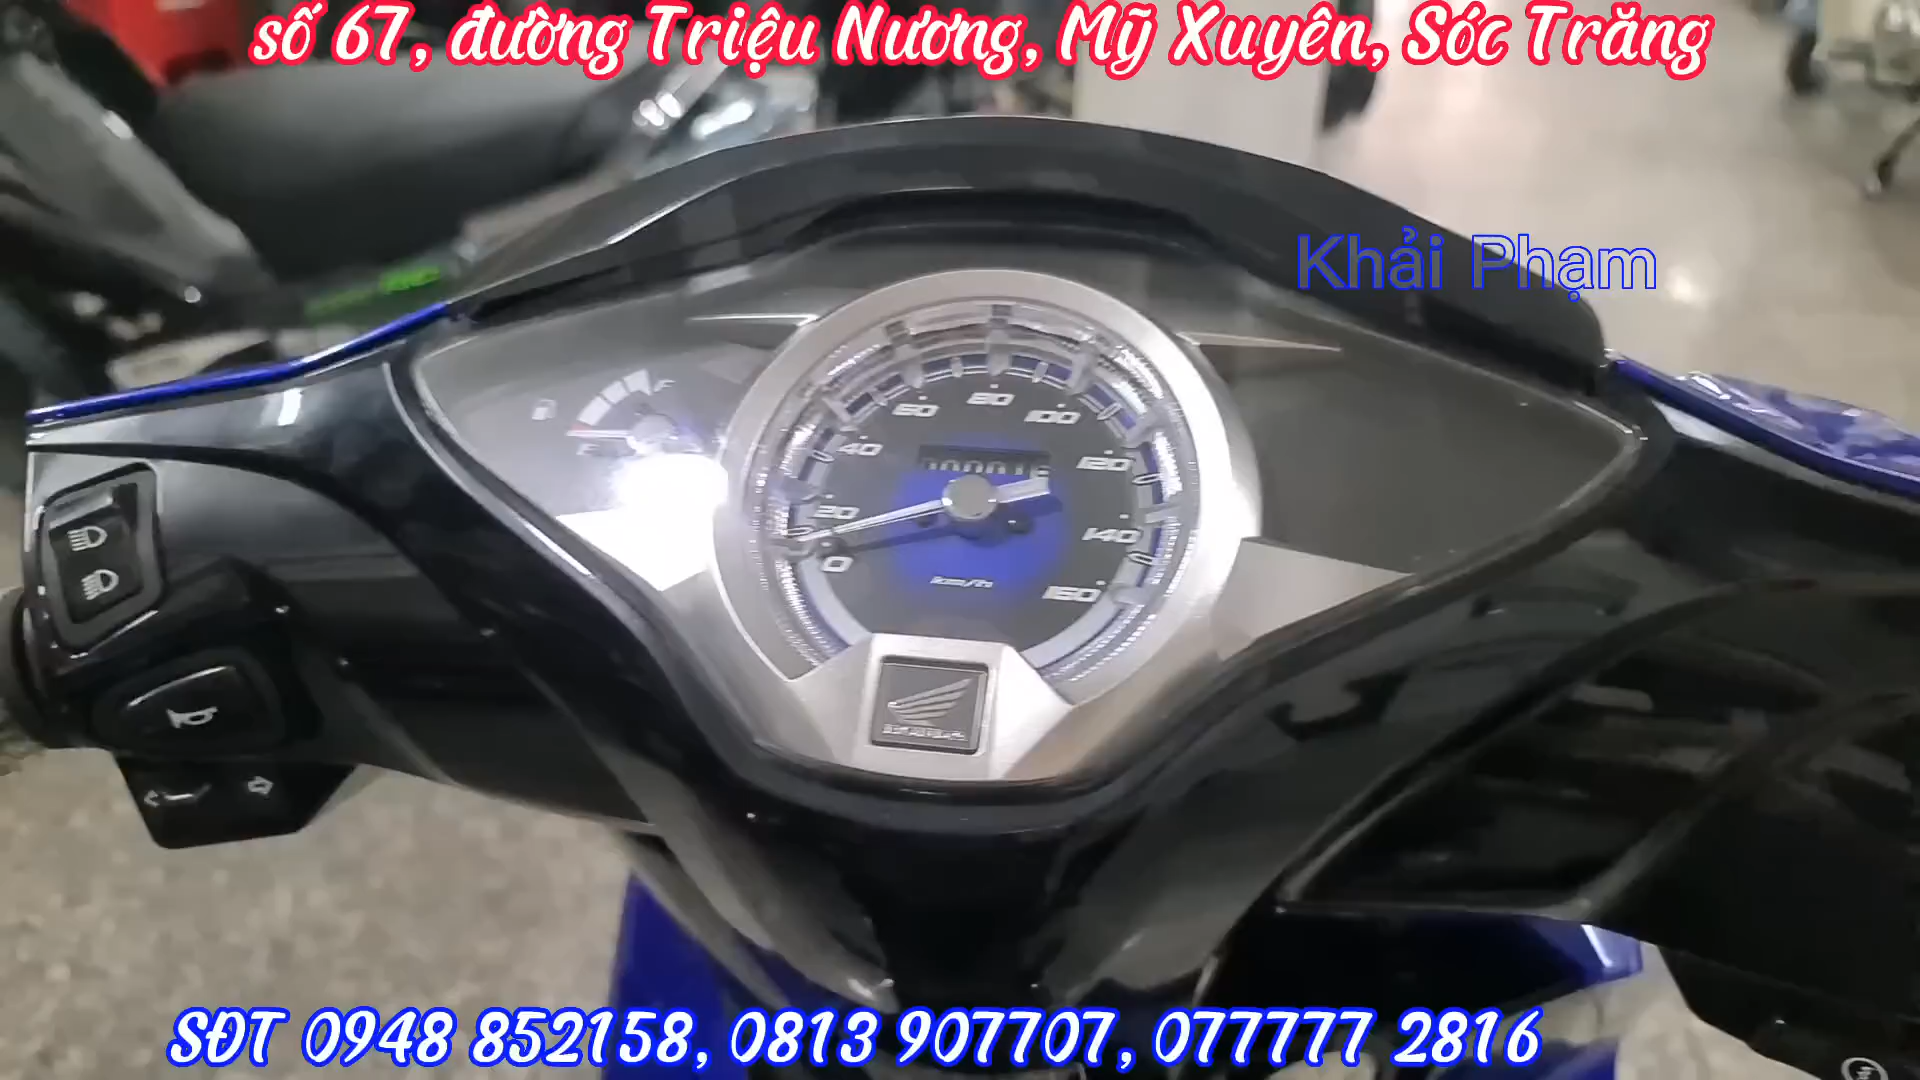 số 67, đường Triệu Nương, Mỹ Xuyên, Sóc Trăng
Khải Phạm
F
80
60
100
40
120
20
140
0
km/h
160
HONDA
SĐT 0948 852158, 0813 907707, 077777 2816